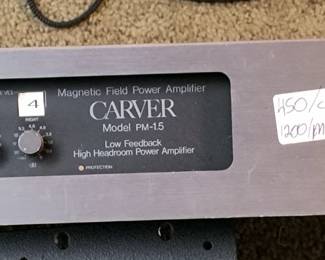 Magnetic Field Power Amplifier
4
RIGHT
CARVER
Model PM-1.5
Low Feedback
High Headroom Power Amplifier
PROTECTION
450/
1200/